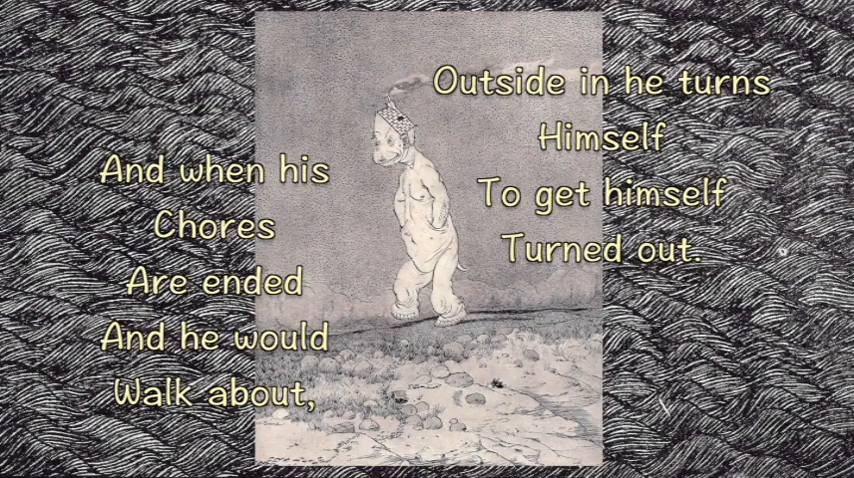 And when his
Chores
Are ended
And he would
Walk about,
Outside in he turns
Himself
To get himself
Turned out.